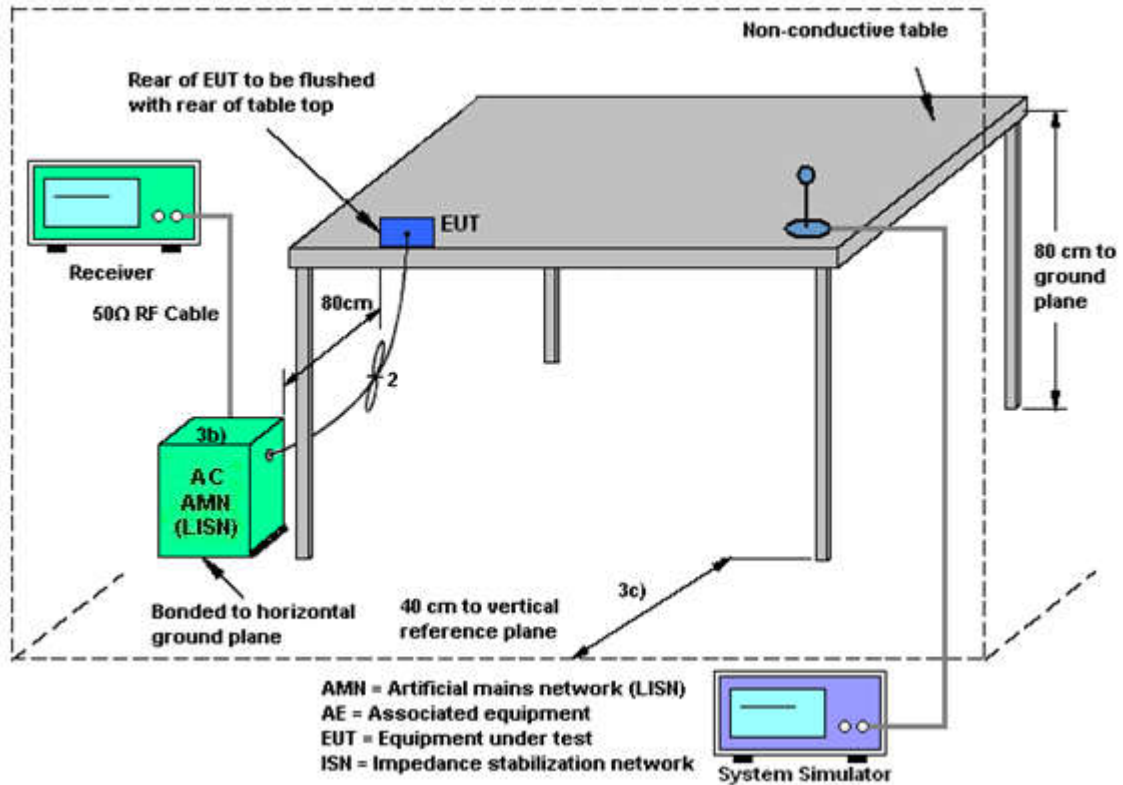 Non-conductive table
Rear of EUT to be flushed
with rear of table top
EUT
Receiver
80cm
80 cm to
ground
plane
50Ω RF Cable
2
3b)
AC
AMN
(LISN)
3c)
Bonded to horizontal
ground plane
40 cm to vertical
reference plane
AMN = Artificial mains network (LISN)
AE = Associated equipment
EUT = Equipment under test
ISN = Impedance stabilization network
System Simulator